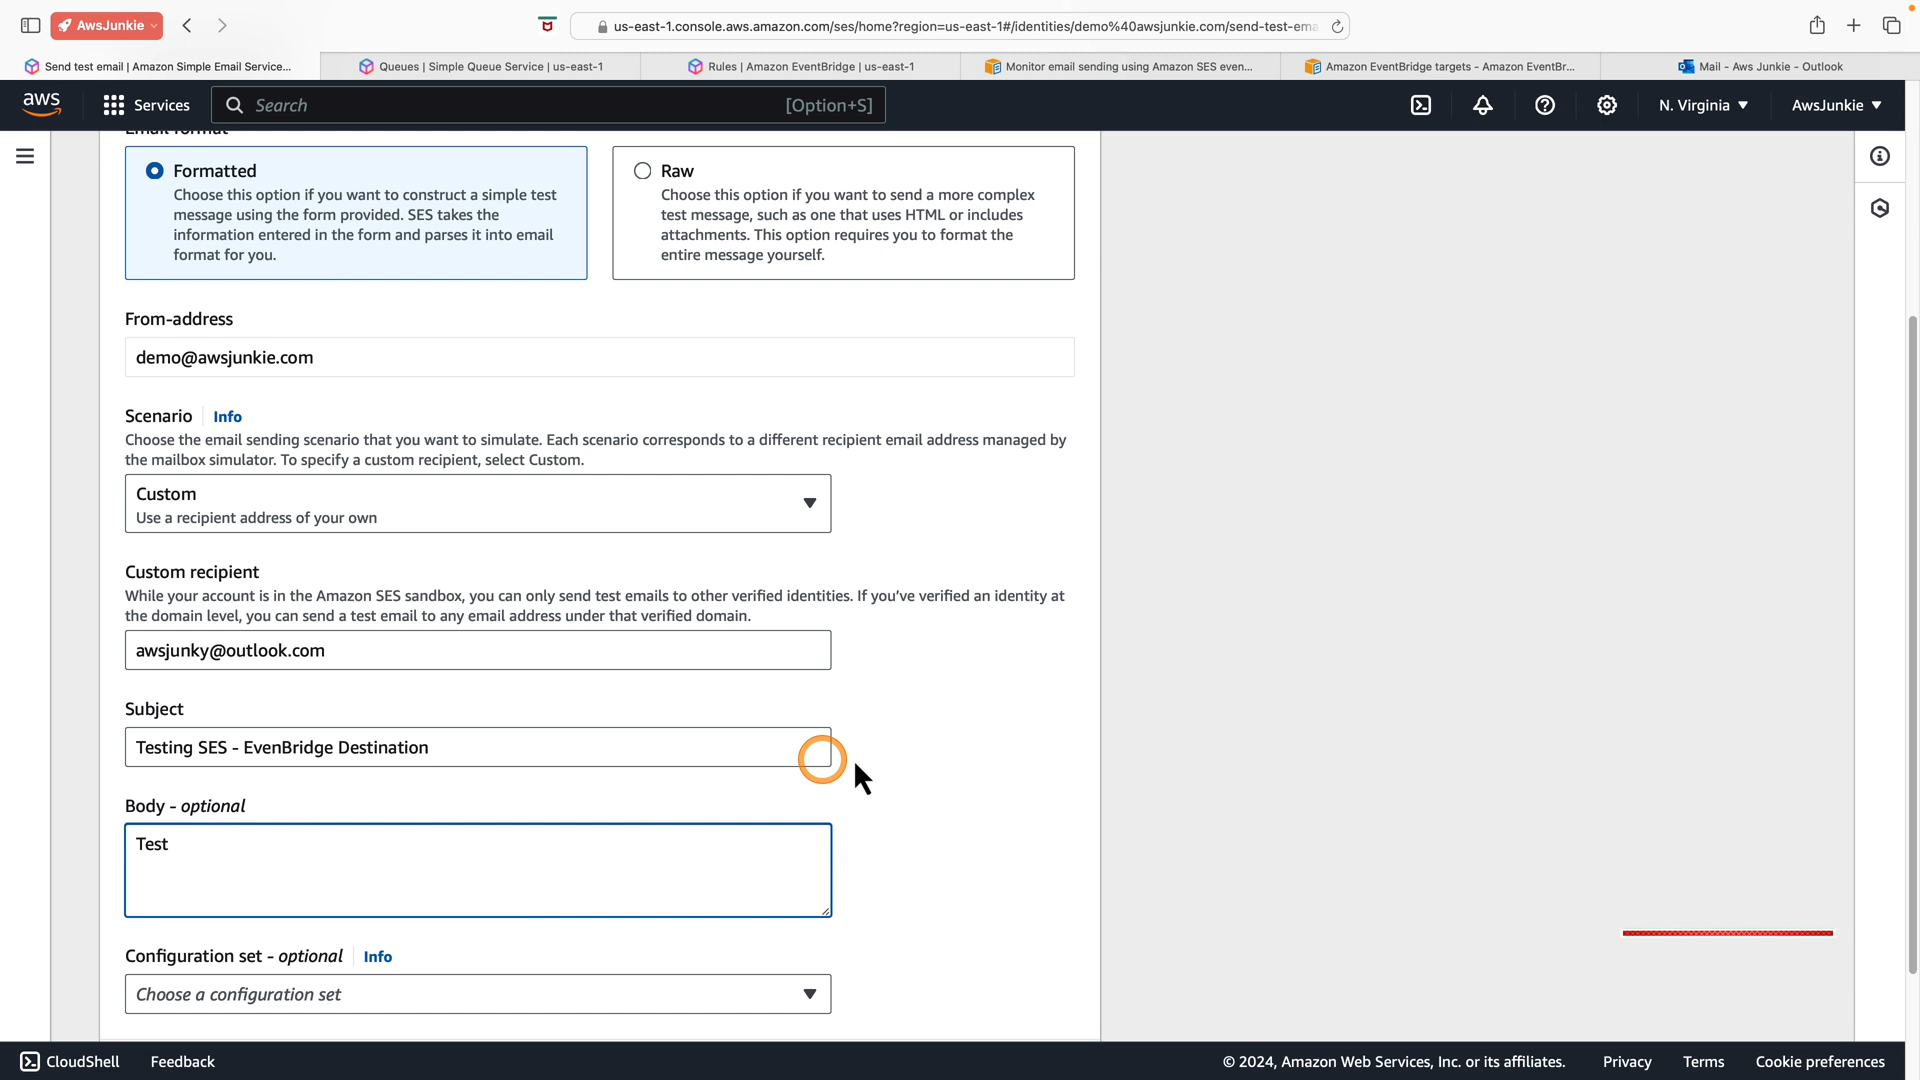 AwsJunkie
us-east-1.console.aws.amazon.com/ses/home?region=us-east-1#/identities/demo%40awsjunkie.com/send-test-ema
Send test email | Amazon Simple Email Service...
Queues | Simple Queue Service | us-east-1
Rules | Amazon EventBridge | us-east-1
Monitor email sending using Amazon SES even...
Amazon EventBridge targets - Amazon EventBr...
Mail - Aws Junkie - Outlook
aws
Services
Search
[Option+S]
N. Virginia
AwsJunkie
Email format
Formatted
Choose this option if you want to construct a simple test
message using the form provided. SES takes the
information entered in the form and parses it into email
format for you.
Raw
Choose this option if you want to send a more complex
test message, such as one that uses HTML or includes
attachments. This option requires you to format the
entire message yourself.
From-address
demo@awsjunkie.com
Scenario
Info
Choose the email sending scenario that you want to simulate. Each scenario corresponds to a different recipient email address managed by
the mailbox simulator. To specify a custom recipient, select Custom.
Custom
Use a recipient address of your own
Custom recipient
While your account is in the Amazon SES sandbox, you can only send test emails to other verified identities. If you've verified an identity at
the domain level, you can send a test email to any email address under that verified domain.
awsjunky@outlook.com
Subject
Testing SES - EvenBridge Destination
Body - optional
Test
Configuration set - optional
Info
Choose a configuration set
CloudShell
Feedback
© 2024, Amazon Web Services, Inc. or its affiliates.
Privacy
Terms
Cookie preferences